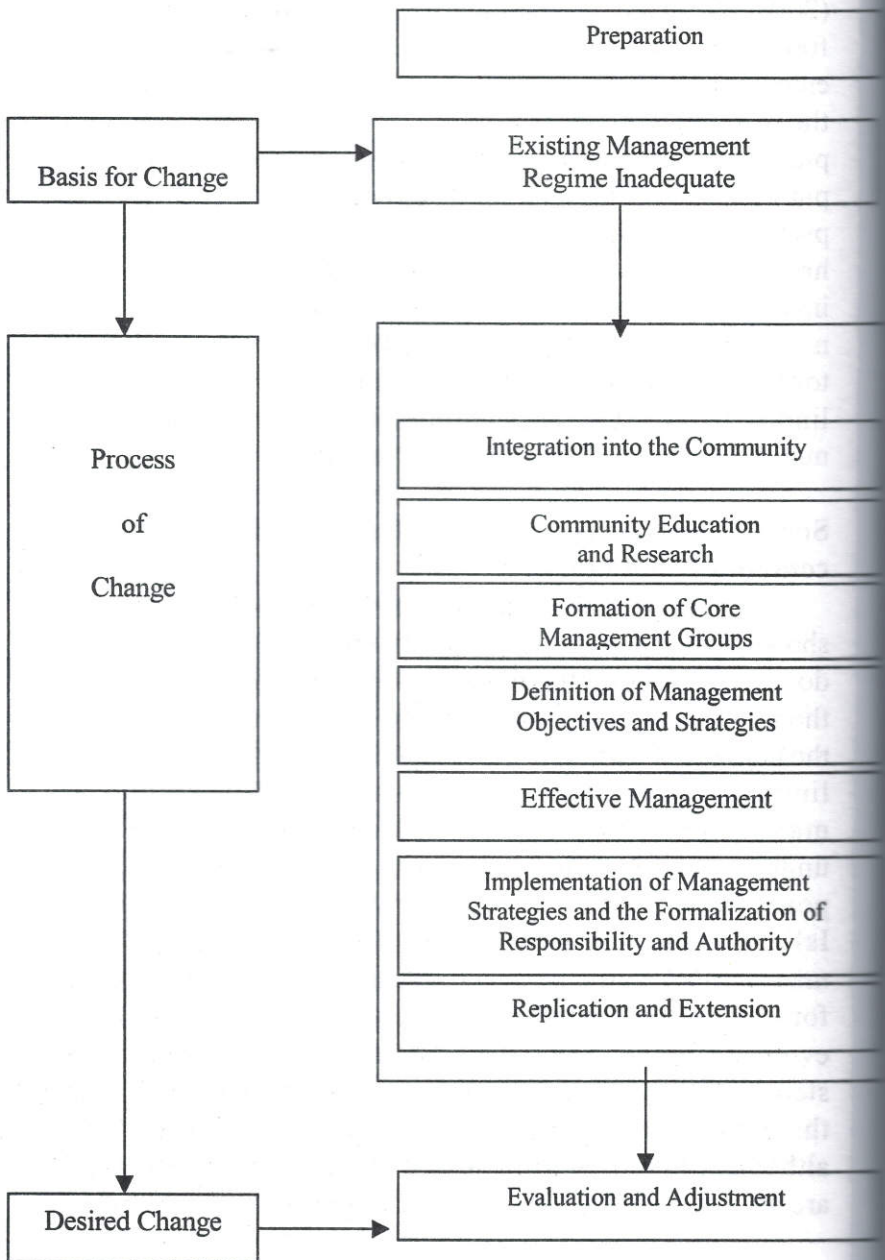 Preparation
Basis for Change
Existing Management
Regime Inadequate
Process
of
Change
Integration into the Community
Community Education
and Research
Formation of Core
Management Groups
Definition of Management
Objectives and Strategies
Effective Management
Implementation of Management
Strategies and the Formalization of
Responsibility and Authority
Replication and Extension
Desired Change
Evaluation and Adjustment